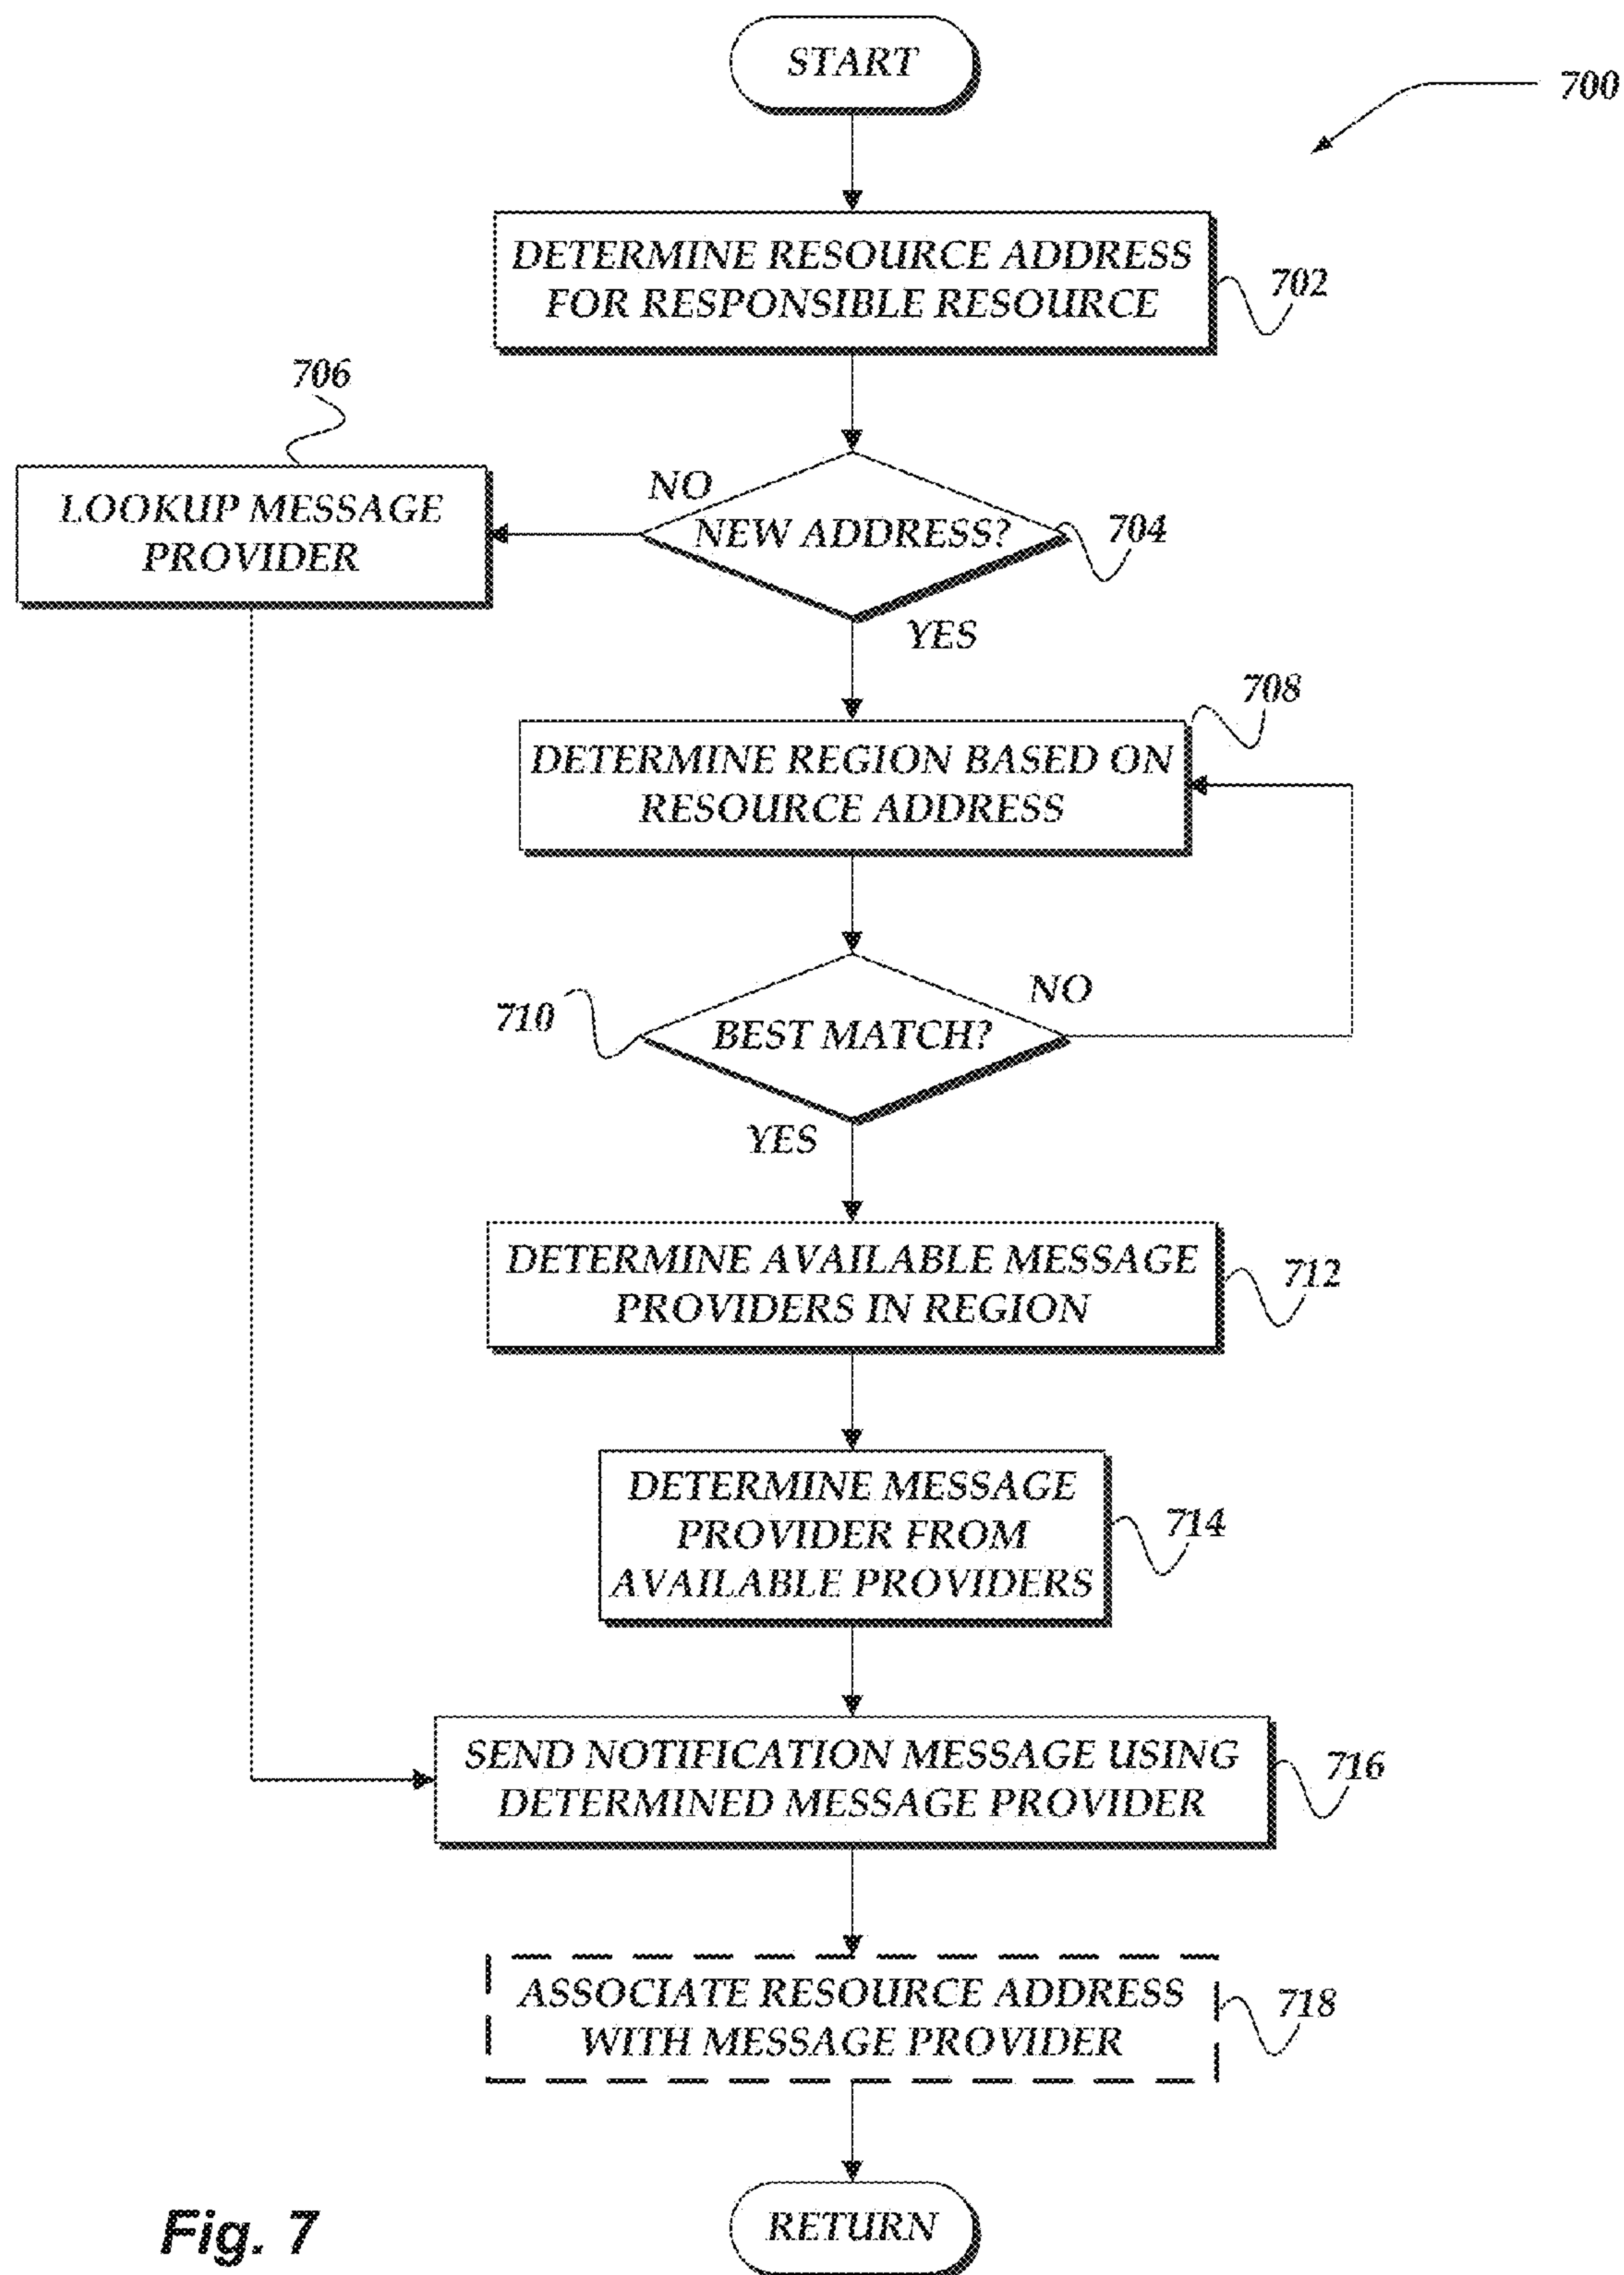 START
700
DETERMINE RESOURCE ADDRESS
FOR RESPONSIBLE RESOURCE
702
706
LOOKUP MESSAGE
PROVIDER
NO
NEW ADDRESS?
704
YES
708
DETERMINE REGION BASED ON
RESOURCE ADDRESS
710
BEST MATCH?
NO
YES
DETERMINE AVAILABLE MESSAGE
PROVIDERS IN REGION
712
DETERMINE MESSAGE
PROVIDER FROM
AVAILABLE PROVIDERS
714
SEND NOTIFICATION MESSAGE USING
DETERMINED MESSAGE PROVIDER
716
ASSOCIATE RESOURCE ADDRESS
WITH MESSAGE PROVIDER
718
RETURN
Fig. 7